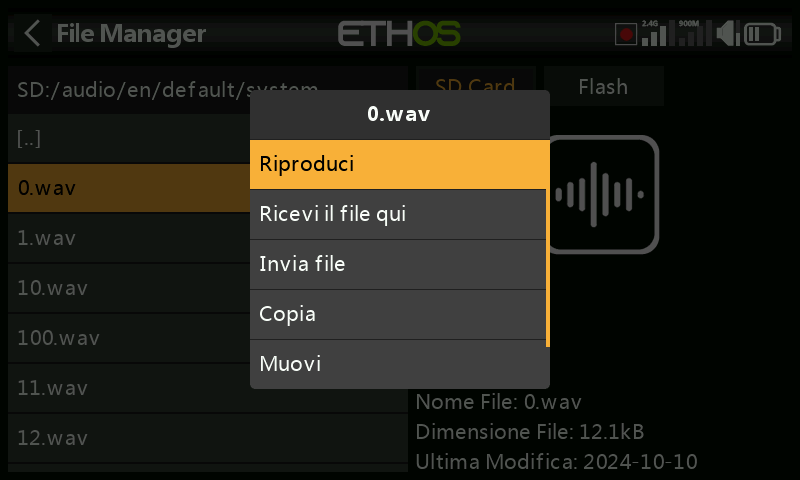 File Manager
ETHOS
2.4G
900M
SD:/audio/en/default/system
SD Card
Flash
0.wav
[..]
Riproduci
0.wav
Ricevi il file qui
1.wav
Invia file
10.wav
Copia
100.wav
Muovi
11.wav
Nome File: 0.wav
12.wav
Dimensione File: 12.1kB
Ultima Modifica: 2024-10-10